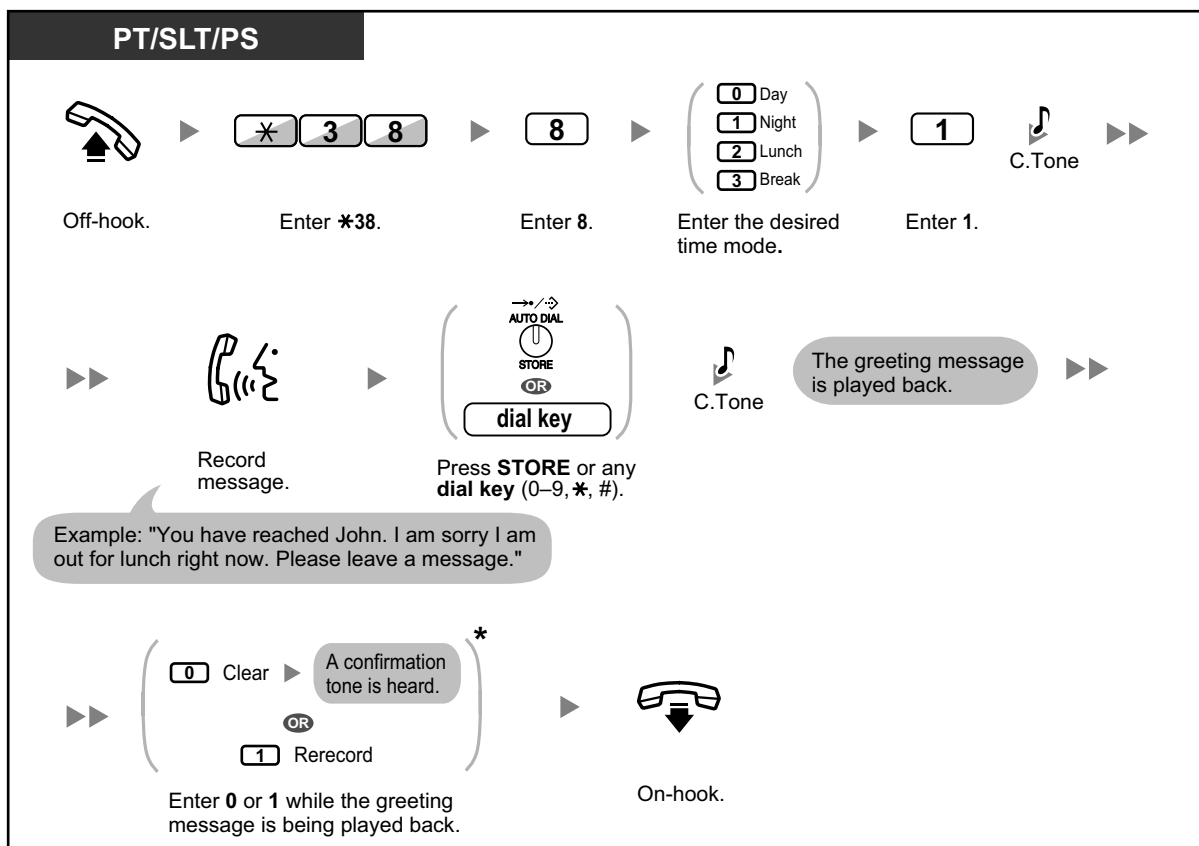 PT/SLT/PS
* 3 8
8
0 Day
1 Night
2 Lunch
3 Break
1
C.Tone
Off-hook.
Enter *38.
Enter 8.
Enter the desired
time mode.
Enter 1.
AUTO DIAL
STORE
OR
dial key
C.Tone
The greeting message
is played back.
Record
message.
Press STORE or any
dial key (0–9, *, #).
Example: "You have reached John. I am sorry I am
out for lunch right now. Please leave a message."
0 Clear
A confirmation
tone is heard.
*
OR
1 Rerecord
Enter 0 or 1 while the greeting
message is being played back.
On-hook.